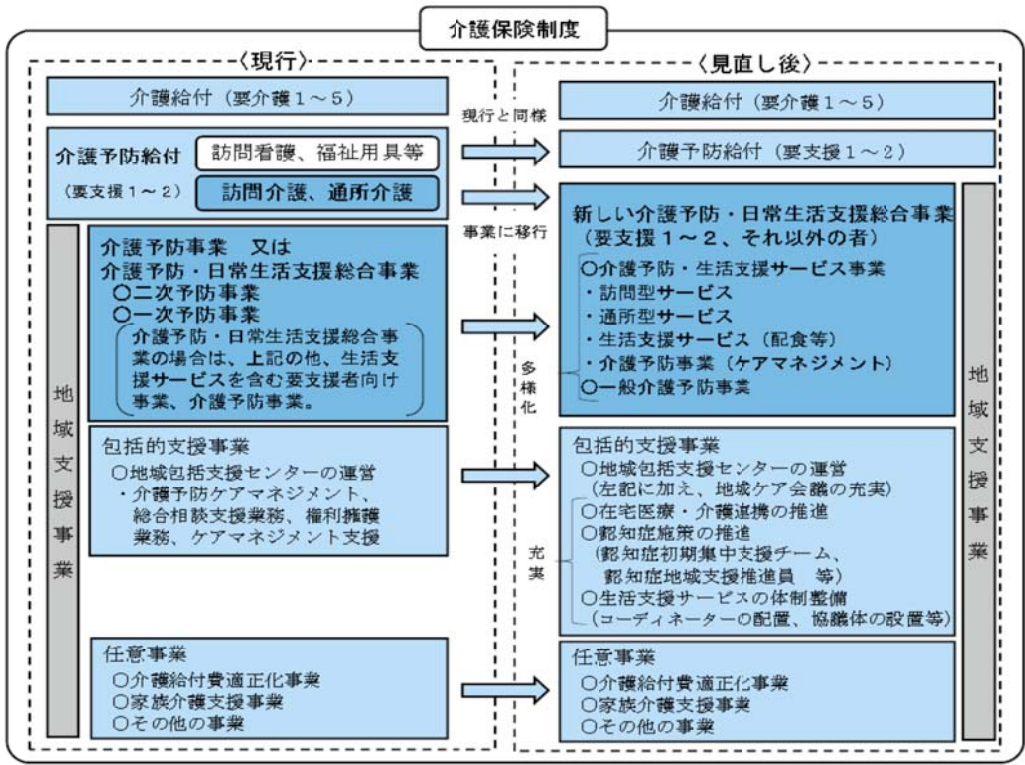 介護保険制度
〈現行〉
介護給付（要介護１～５）
介護予防給付
（要支援１～２）
訪問看護、福祉用具等
訪問介護、通所介護
地域支援事業
介護予防事業　又は
介護予防・日常生活支援総合事業
○二次予防事業
○一次予防事業
介護予防・日常生活支援総合事
業の場合は、上記の他、生活支
援サービスを含む要支援者向け
事業、介護予防事業。
包括的支援事業
○地域包括支援センターの運営
・介護予防ケアマネジメント、
総合相談支援業務、権利擁護
業務、ケアマネジメント支援
任意事業
○介護給付費適正化事業
○家族介護支援事業
○その他の事業
現行と同様
事業に移行
多様化
充実
〈見直し後〉
介護給付（要介護１～５）
介護予防給付（要支援１～２）
新しい介護予防・日常生活支援総合事業
（要支援１～２、それ以外の者）
○介護予防・生活支援サービス事業
・訪問型サービス
・通所型サービス
・生活支援サービス（配食等）
・介護予防事業（ケアマネジメント）
○一般介護予防事業
包括的支援事業
○地域包括支援センターの運営
（左記に加え、地域ケア会議の充実）
○在宅医療・介護連携の推進
○認知症施策の推進
（認知症初期集中支援チーム、
認知症地域支援推進員　等）
○生活支援サービスの体制整備
（コーディネーターの配置、協議体の設置等）
任意事業
○介護給付費適正化事業
○家族介護支援事業
○その他の事業
地域支援事業